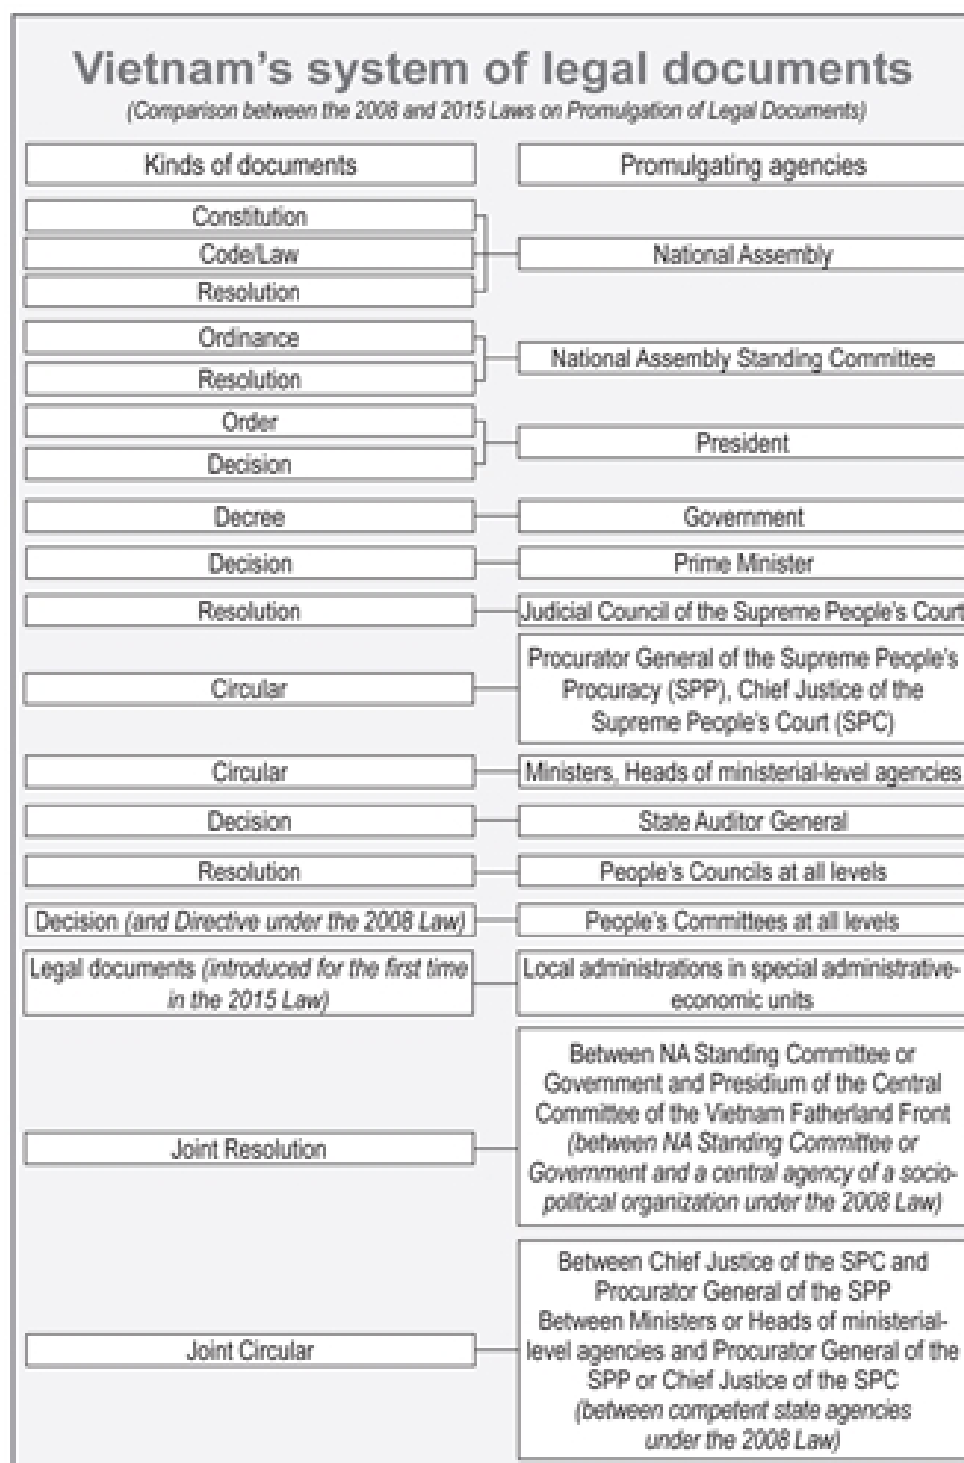 Vietnam's system of legal documents
(Comparison between the 2008 and 2015 Laws on Promulgation of Legal Documents)
Kinds of documents
Promulgating agencies
Constitution
Code/Law
Resolution
National Assembly
Ordinance
Resolution
National Assembly Standing Committee
Order
Decision
President
Decree
Government
Decision
Prime Minister
Resolution
Judicial Council of the Supreme People's Court
Circular
Procurator General of the Supreme People's
Procuracy (SPP), Chief Justice of the
Supreme People's Court (SPC)
Circular
Ministers, Heads of ministerial-level agencies
Decision
State Auditor General
Resolution
People's Councils at all levels
Decision (and Directive under the 2008 Law)
People's Committees at all levels
Legal documents (introduced for the first time
in the 2015 Law)
Local administrations in special administrative-
economic units
Joint Resolution
Between NA Standing Committee or
Government and Presidium of the Central
Committee of the Vietnam Fatherland Front
(between NA Standing Committee or
Government and a central agency of a socio-
political organization under the 2008 Law)
Joint Circular
Between Chief Justice of the SPC and
Procurator General of the SPP
Between Ministers or Heads of ministerial-
level agencies and Procurator General of the
SPP or Chief Justice of the SPC
(between competent state agencies
under the 2008 Law)